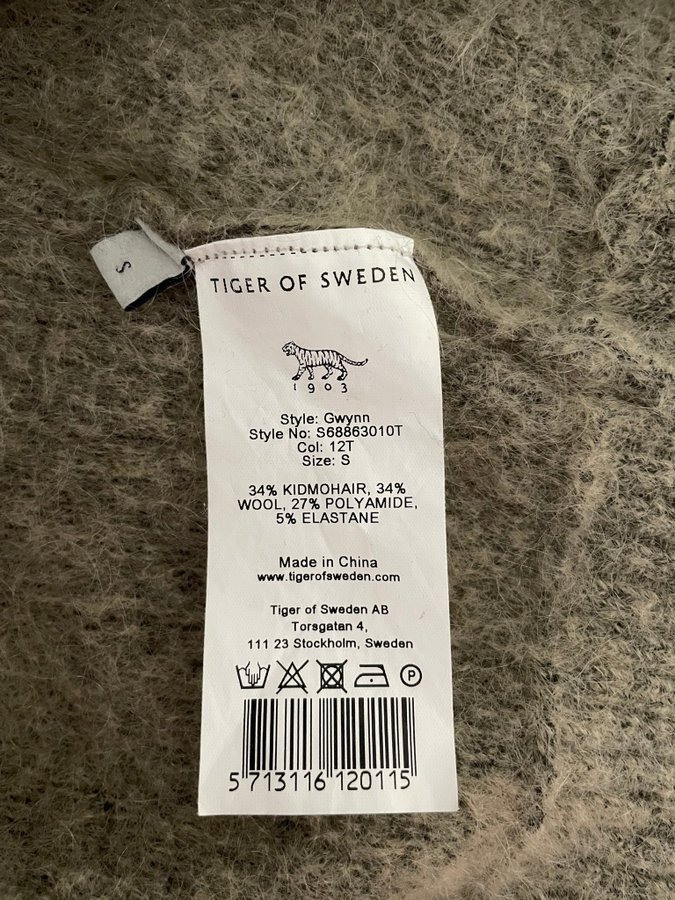 S
TIGER OF SWEDEN
1903
Style: Gwynn
Style No: S68863010T
Col: 12T
Size: S
34% KIDMOHAIR, 34%
WOOL, 27% POLYAMIDE,
5% ELASTANE
Made in China
www.tigerofsweden.com
Tiger of Sweden AB
Torsgatan 4,
111 23 Stockholm, Sweden
P
5 713116 120115